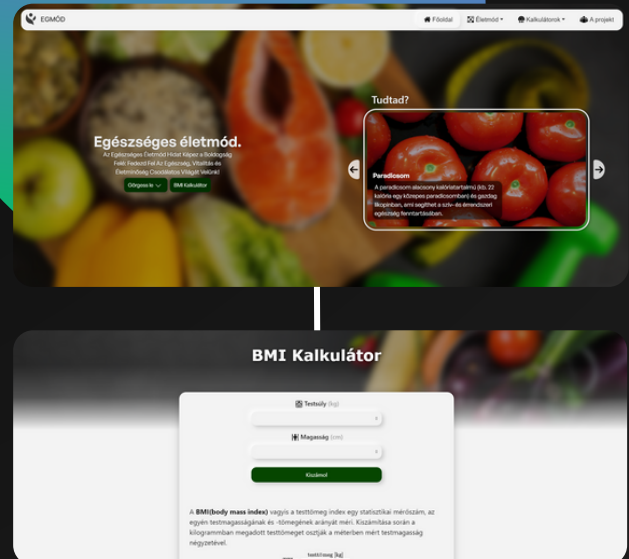 EGMÓD
Főoldal
Életmód
Kalkulátorok
A projekt
Egészséges életmód.
Az Egészséges Életmód Hidat Képez a Boldogság
Felé! Fedezd Fel Az Egészség, Vitalitás és
Életminőség Csodálatos Világát Velünk!
Görgess le
BMI Kalkulátor
Tudtad?
Paradicsom
A paradicsom alacsony kalóriatartalmú (kb. 22
kalória egy közepes paradicsomban) és gazdag
likopinban, ami segíthet a szív- és érrendszeri
egészség fenntartásában.
BMI Kalkulátor
Testsúly (kg)
Magasság (cm)
Kiszámol
A BMI(body mass index) vagyis a testtömeg index egy statisztikai mérőszám, az
egyén testmagasságának és -tömegének arányát méri. Kiszámítása során a
kilogrammban megadott testtömeget osztják a méterben mért testmagasság
négyzetével.
testtömeg [kg]